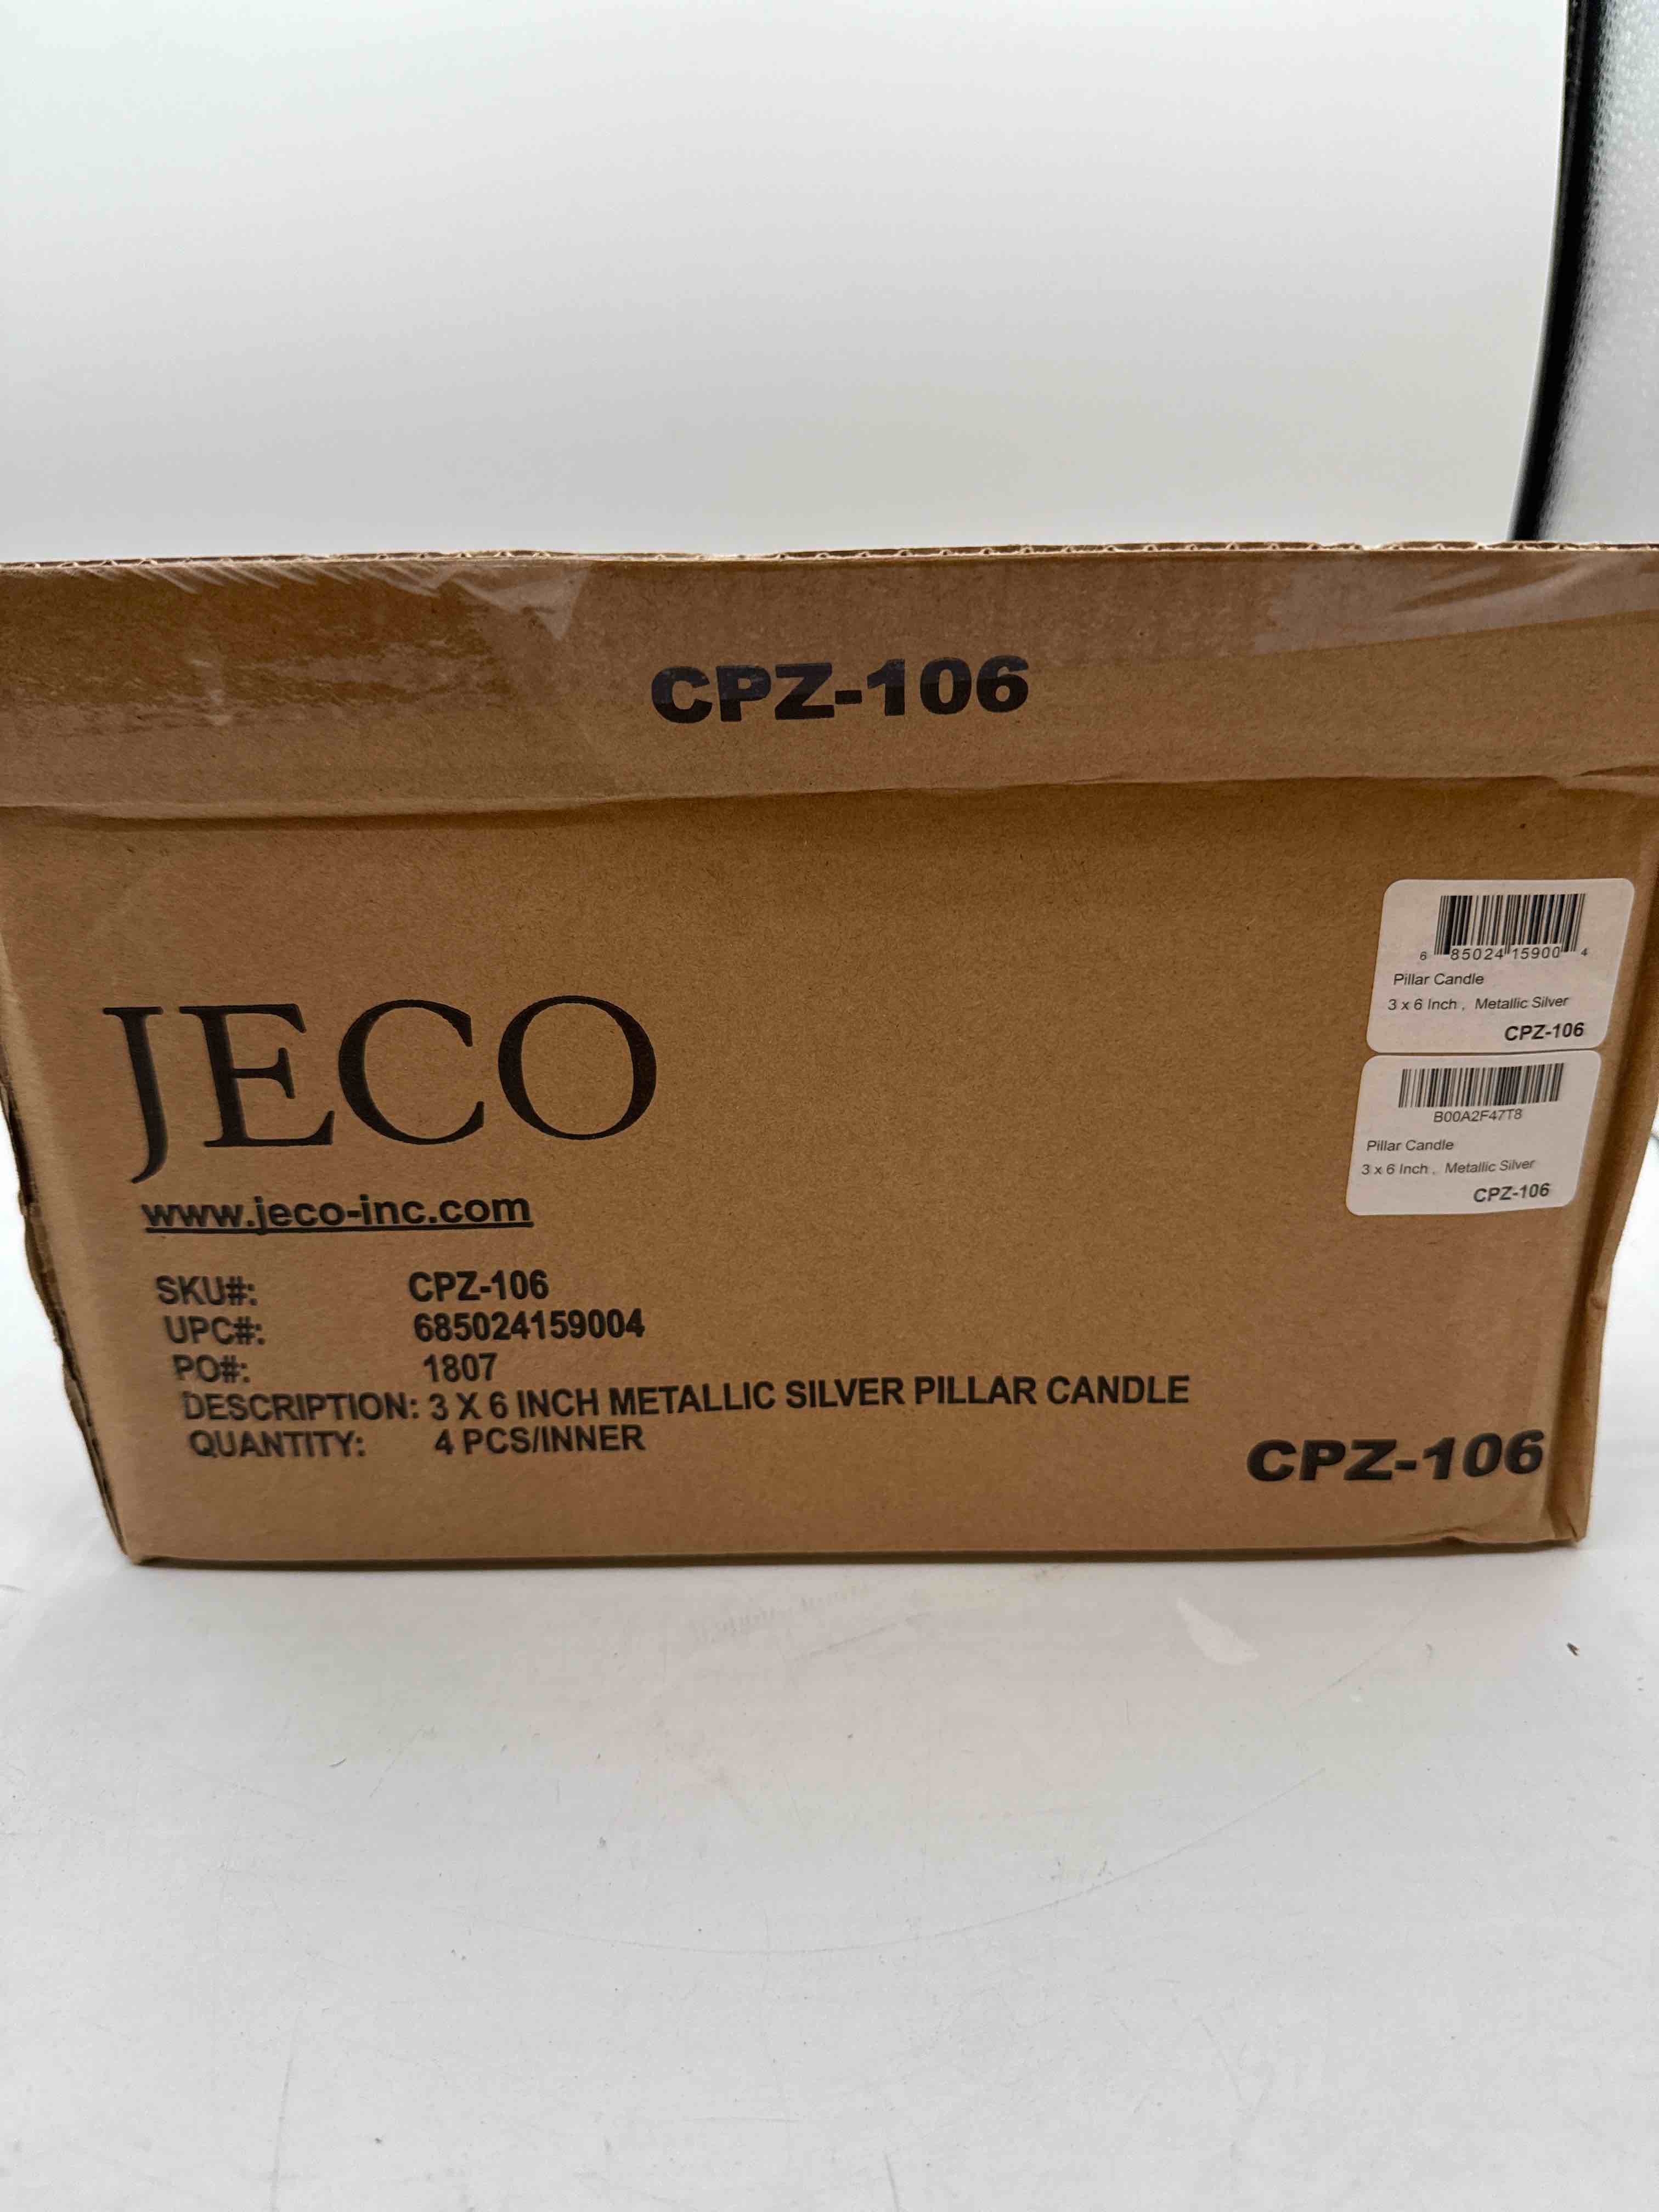 CPZ-106
JECO
www.jeco-inc.com
SKU#: CPZ-106
UPC#: 685024159004
PO#: 1807
DESCRIPTION: 3 X 6 INCH METALLIC SILVER PILLAR CANDLE
QUANTITY: 4 PCS/INNER
6 85024 15900 4
Pillar Candle
3 x 6 Inch , Metallic Silver
CPZ-106
B00A2F47T8
Pillar Candle
3 x 6 Inch , Metallic Silver
CPZ-106
CPZ-106